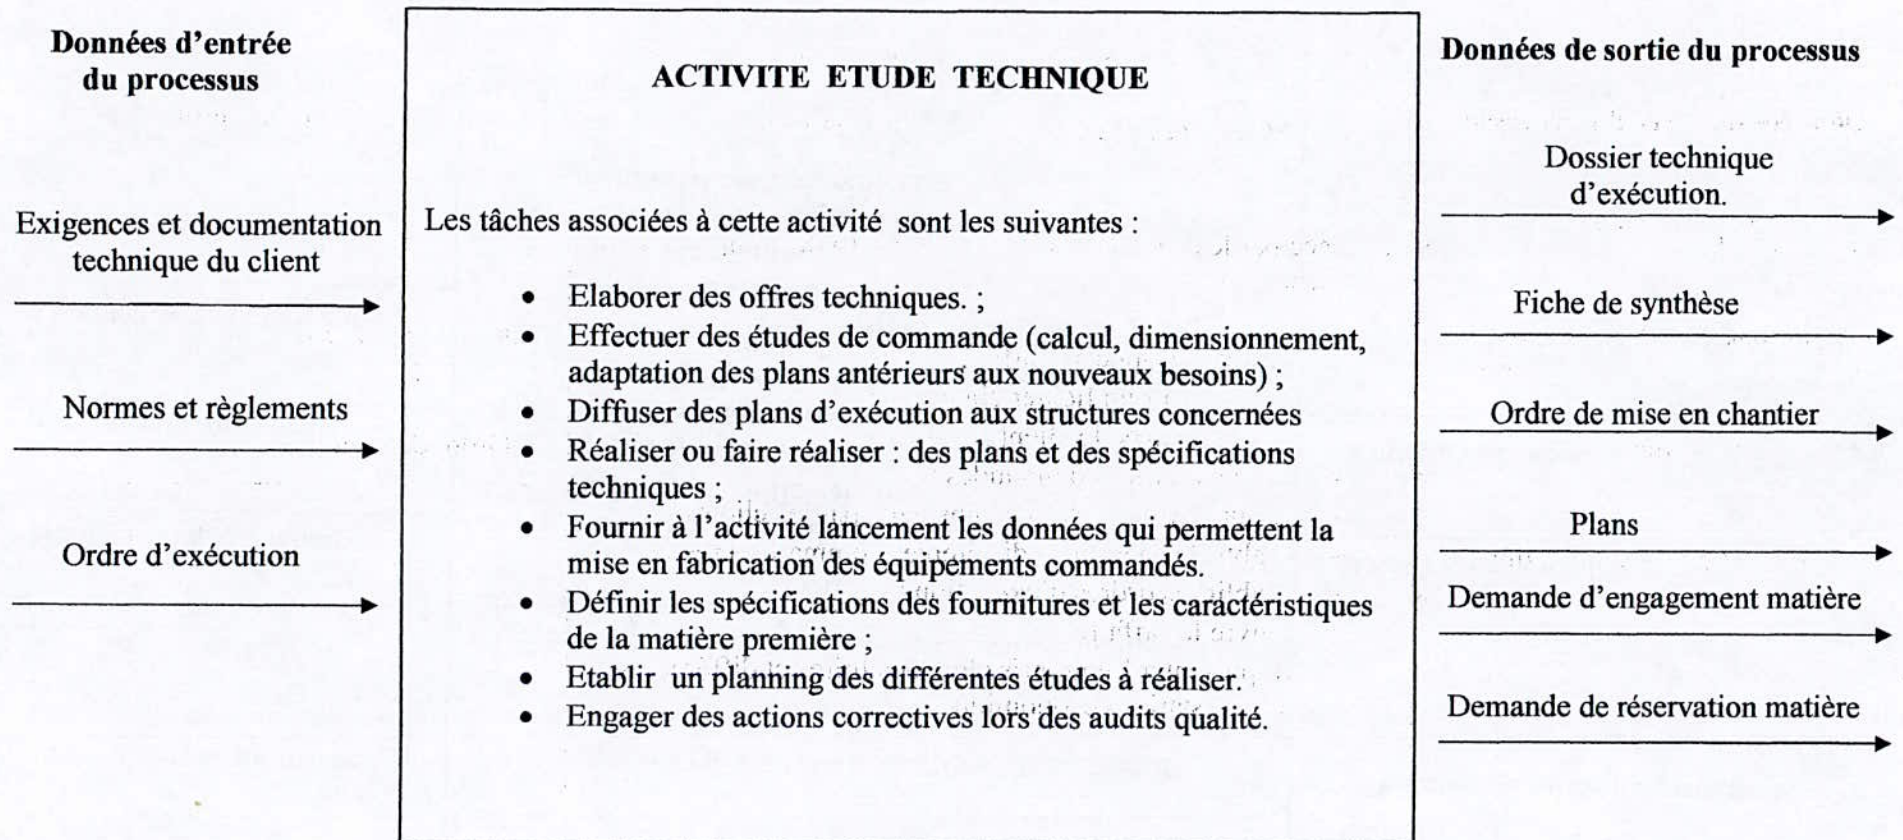 Données d'entrée
du processus
Exigences et documentation
technique du client
Normes et règlements
Ordre d'exécution
ACTIVITE ETUDE TECHNIQUE
Les tâches associées à cette activité sont les suivantes :
• Elaborer des offres techniques. ;
• Effectuer des études de commande (calcul, dimensionnement,
adaptation des plans antérieurs aux nouveaux besoins) ;
• Diffuser des plans d'exécution aux structures concernées
• Réaliser ou faire réaliser : des plans et des spécifications
techniques ;
• Fournir à l'activité lancement les données qui permettent la
mise en fabrication des équipements commandés.
• Définir les spécifications des fournitures et les caractéristiques
de la matière première ;
• Etablir un planning des différentes études à réaliser.
• Engager des actions correctives lors des audits qualité.
Données de sortie du processus
Dossier technique
d'exécution.
Fiche de synthèse
Ordre de mise en chantier
Plans
Demande d'engagement matière
Demande de réservation matière